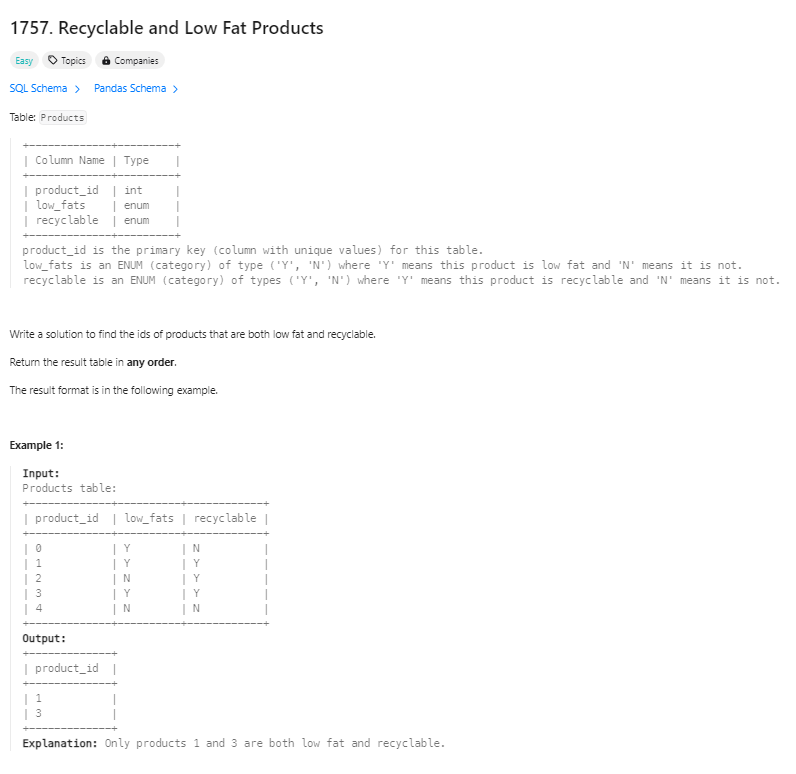 1757. Recyclable and Low Fat Products
Easy Topics Companies
SQL Schema > Pandas Schema >
Table: Products
+-------------+---------+
| Column Name | Type    |
+-------------+---------+
| product_id  | int     |
| low_fats    | enum    |
| recyclable  | enum    |
+-------------+---------+
product_id is the primary key (column with unique values) for this table.
low_fats is an ENUM (category) of type ('Y', 'N') where 'Y' means this product is low fat and 'N' means it is not.
recyclable is an ENUM (category) of types ('Y', 'N') where 'Y' means this product is recyclable and 'N' means it is not.
Write a solution to find the ids of products that are both low fat and recyclable.
Return the result table in any order.
The result format is in the following example.
Example 1:
Input:
Products table:
+-------------+----------+------------+
| product_id  | low_fats | recyclable |
+-------------+----------+------------+
| 0           | Y        | N          |
| 1           | Y        | Y          |
| 2           | N        | Y          |
| 3           | Y        | Y          |
| 4           | N        | N          |
+-------------+----------+------------+
Output:
+-------------+
| product_id  |
+-------------+
| 1           |
| 3           |
+-------------+
Explanation: Only products 1 and 3 are both low fat and recyclable.